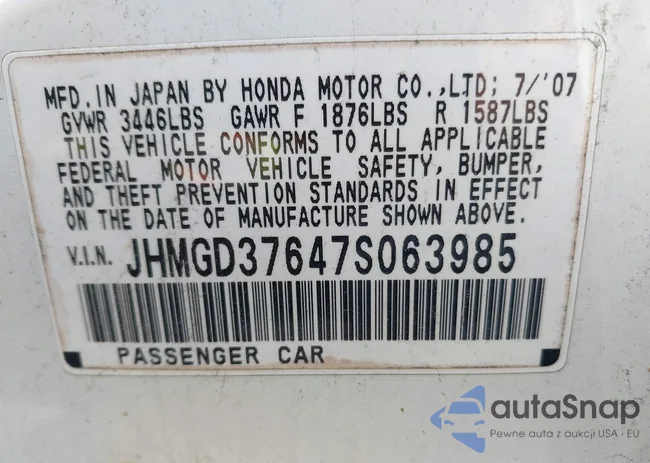 MFD. IN JAPAN BY HONDA MOTOR CO.,LTD; 7/'07
GVWR 3446LBS GAWR F 1876LBS R 1587LBS
THIS VEHICLE CONFORMS TO ALL APPLICABLE
FEDERAL MOTOR VEHICLE SAFETY, BUMPER,
AND THEFT PREVENTION STANDARDS IN EFFECT
ON THE DATE OF MANUFACTURE SHOWN ABOVE.
V.I.N. JHMGD37647S063985
PASSENGER CAR
autaSnap
Pewne auta z aukcji USA i EU